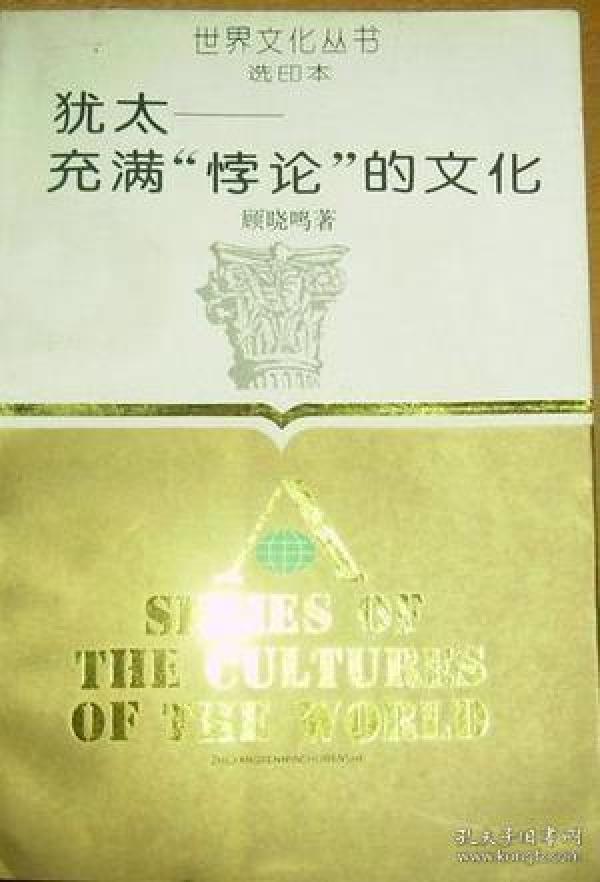 世界文化丛书
选印本
犹太——
充满“悖论”的文化
顾晓鸣著
A
SERIES OF
THE CULTURES
OF THE WORLD
ZHEJIANGRENMINCHUBANSHE
孔夫子旧书网
www.kongfz.com